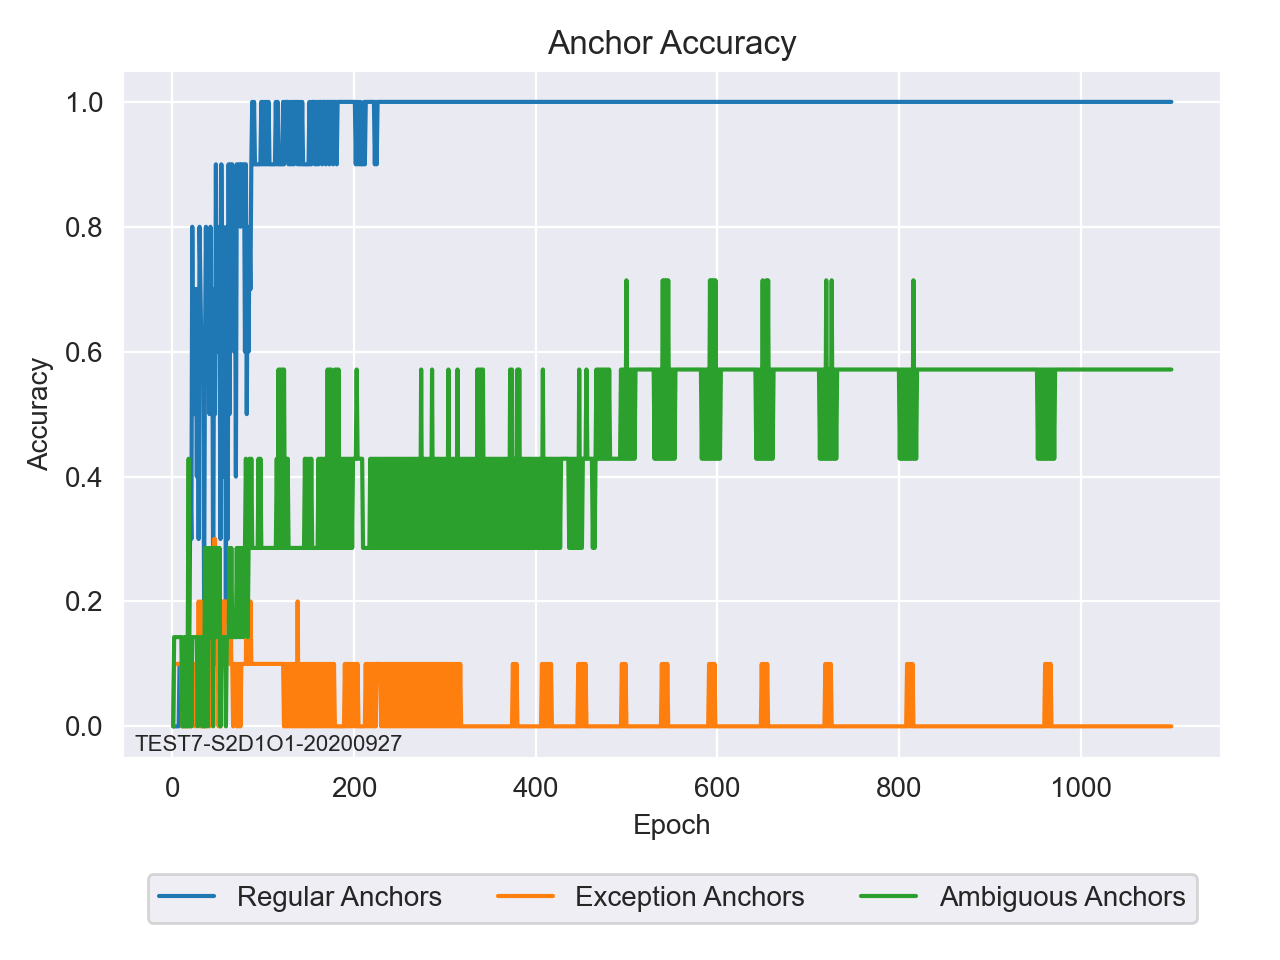 Anchor Accuracy
1.0
0.8
0.6
0.4
0.2
0.0
Accuracy
TEST7-S2D1O1-20200927
0 200 400 600 800 1000
Epoch
Regular Anchors Exception Anchors Ambiguous Anchors